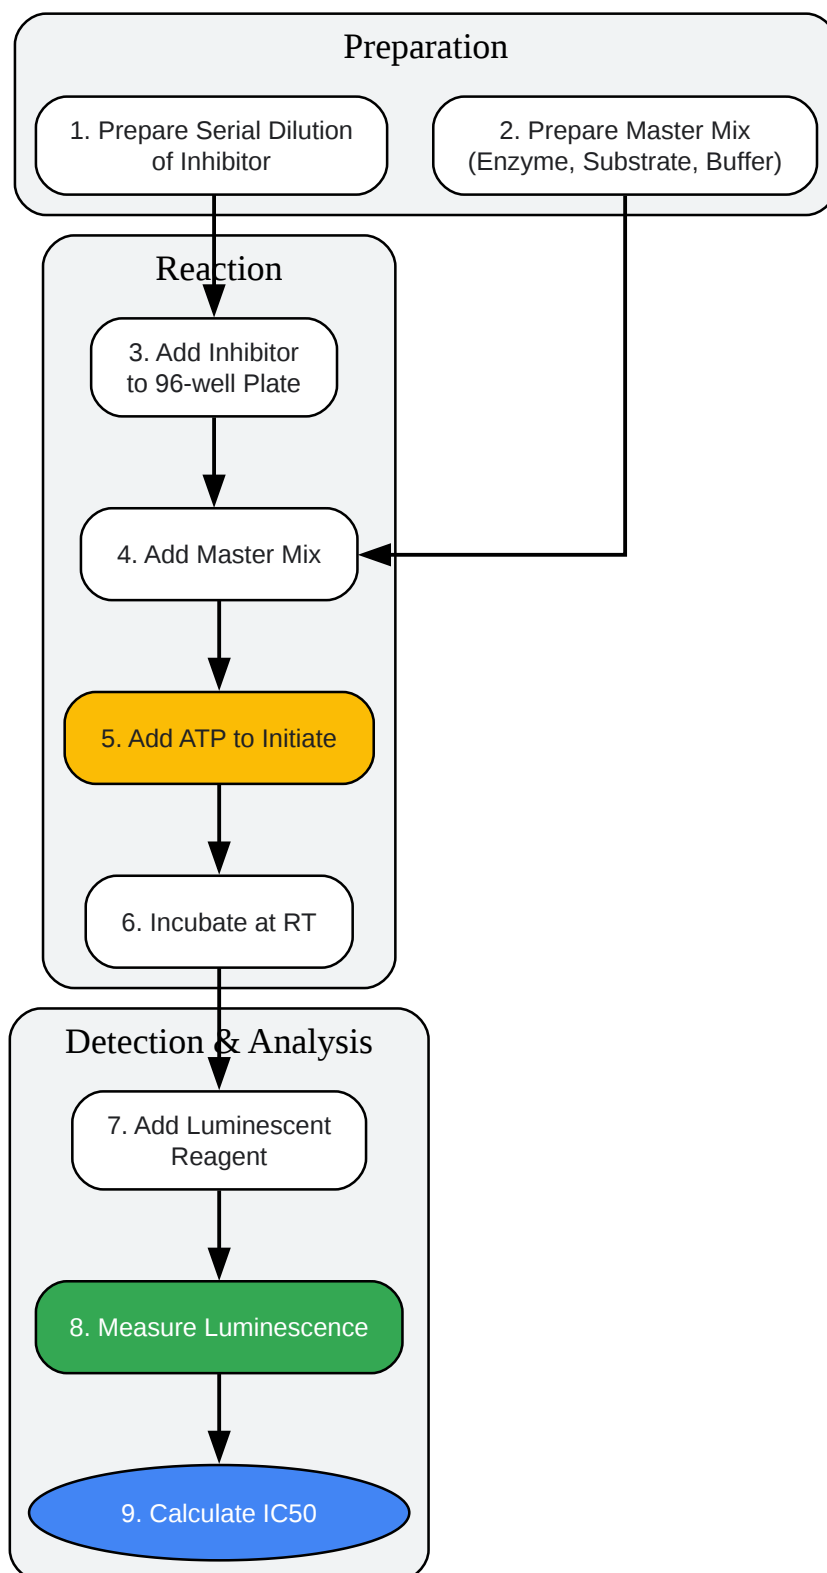 Preparation
1. Prepare Serial Dilution
of Inhibitor
2. Prepare Master Mix
(Enzyme, Substrate, Buffer)
Reaction
3. Add Inhibitor
to 96-well Plate
4. Add Master Mix
5. Add ATP to Initiate
6. Incubate at RT
Detection & Analysis
7. Add Luminescent
Reagent
8. Measure Luminescence
9. Calculate IC50